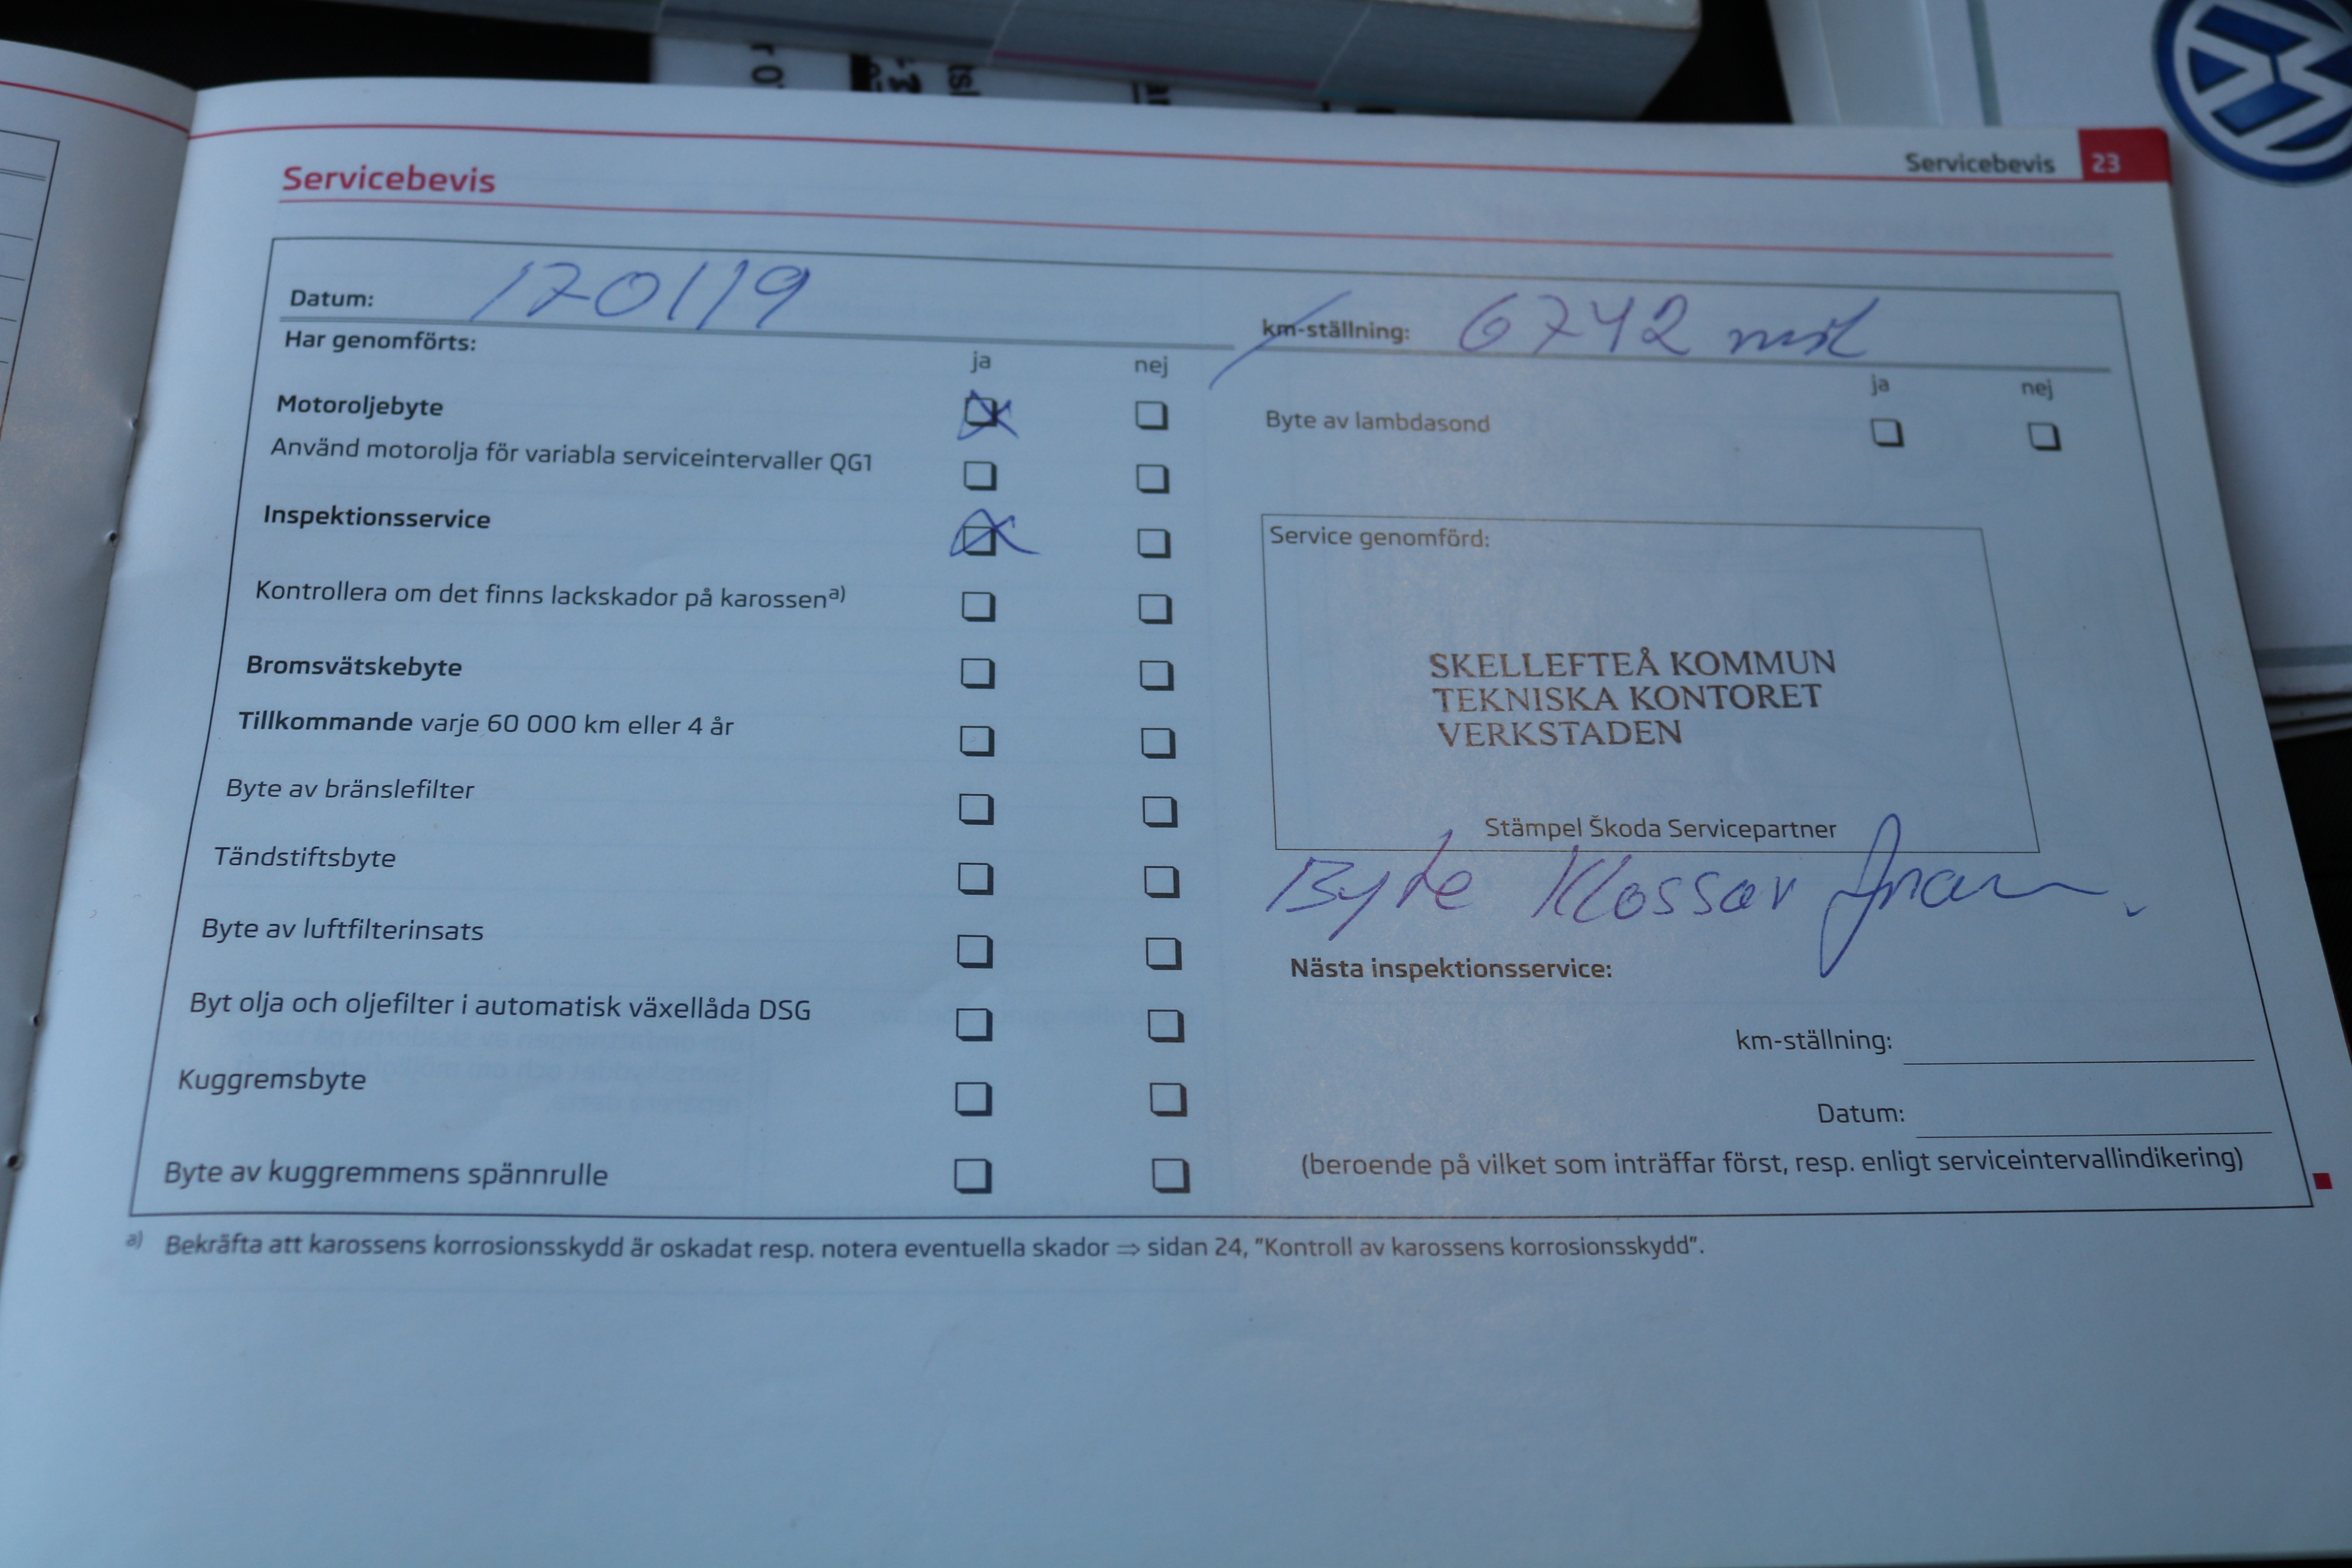 Servicebevis 23
Servicebevis
Datum: 170119
km-ställning: 6742 mil
Har genomförts:
ja nej
Motoroljebyte
Använd motorolja för variabla serviceintervaller QG1
Inspektionsservice
Kontrollera om det finns lackskador på karossen a)
Bromsvätskebyte
Tillkommande varje 60 000 km eller 4 år
Byte av bränslefilter
Tändstiftsbyte
Byte av luftfilterinsats
Byt olja och oljefilter i automatisk växellåda DSG
Kuggremsbyte
Byte av kuggremmens spännrulle
ja nej
Byte av lambdasond
Service genomförd:
SKELLEFTEÅ KOMMUN
TEKNISKA KONTORET
VERKSTADEN
Stämpel Škoda Servicepartner
Byte Klossar fram.
Nästa inspektionsservice:
km-ställning:
Datum:
(beroende på vilket som inträffar först, resp. enligt serviceintervallindikering)
a) Bekräfta att karossens korrosionsskydd är oskadat resp. notera eventuella skador ⇒ sidan 24, "Kontroll av karossens korrosionsskydd".